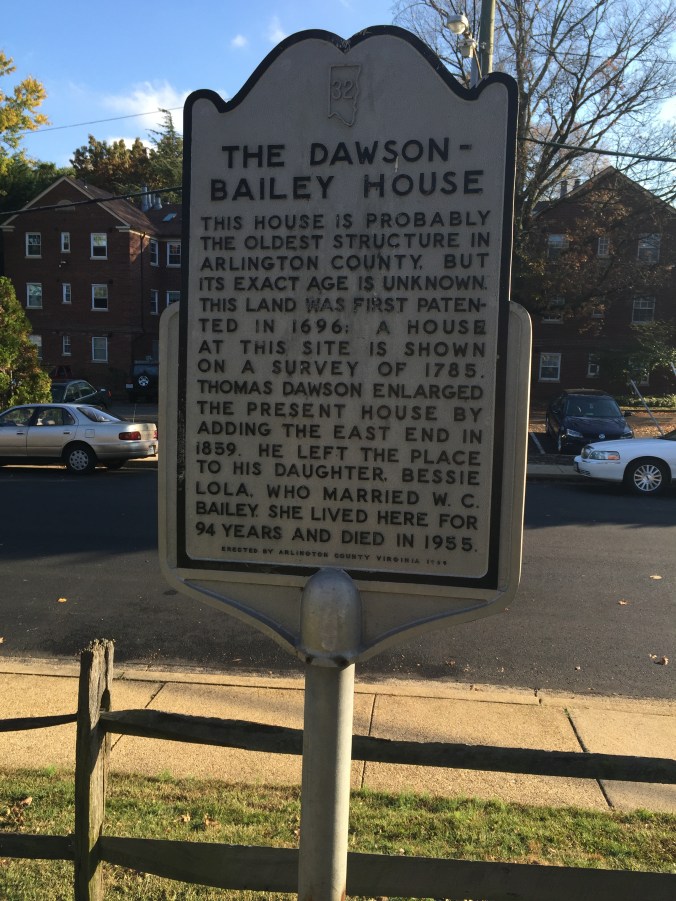 32
THE DAWSON-
BAILEY HOUSE
THIS HOUSE IS PROBABLY
THE OLDEST STRUCTURE IN
ARLINGTON COUNTY, BUT
ITS EXACT AGE IS UNKNOWN.
THIS LAND WAS FIRST PATEN-
TED IN 1696; A HOUSE
AT THIS SITE IS SHOWN
ON A SURVEY OF 1785.
THOMAS DAWSON ENLARGED
THE PRESENT HOUSE BY
ADDING THE EAST END IN
1859. HE LEFT THE PLACE
TO HIS DAUGHTER, BESSIE
LOLA, WHO MARRIED W. C.
BAILEY. SHE LIVED HERE FOR
94 YEARS AND DIED IN 1955.
ERECTED BY ARLINGTON COUNTY VIRGINIA